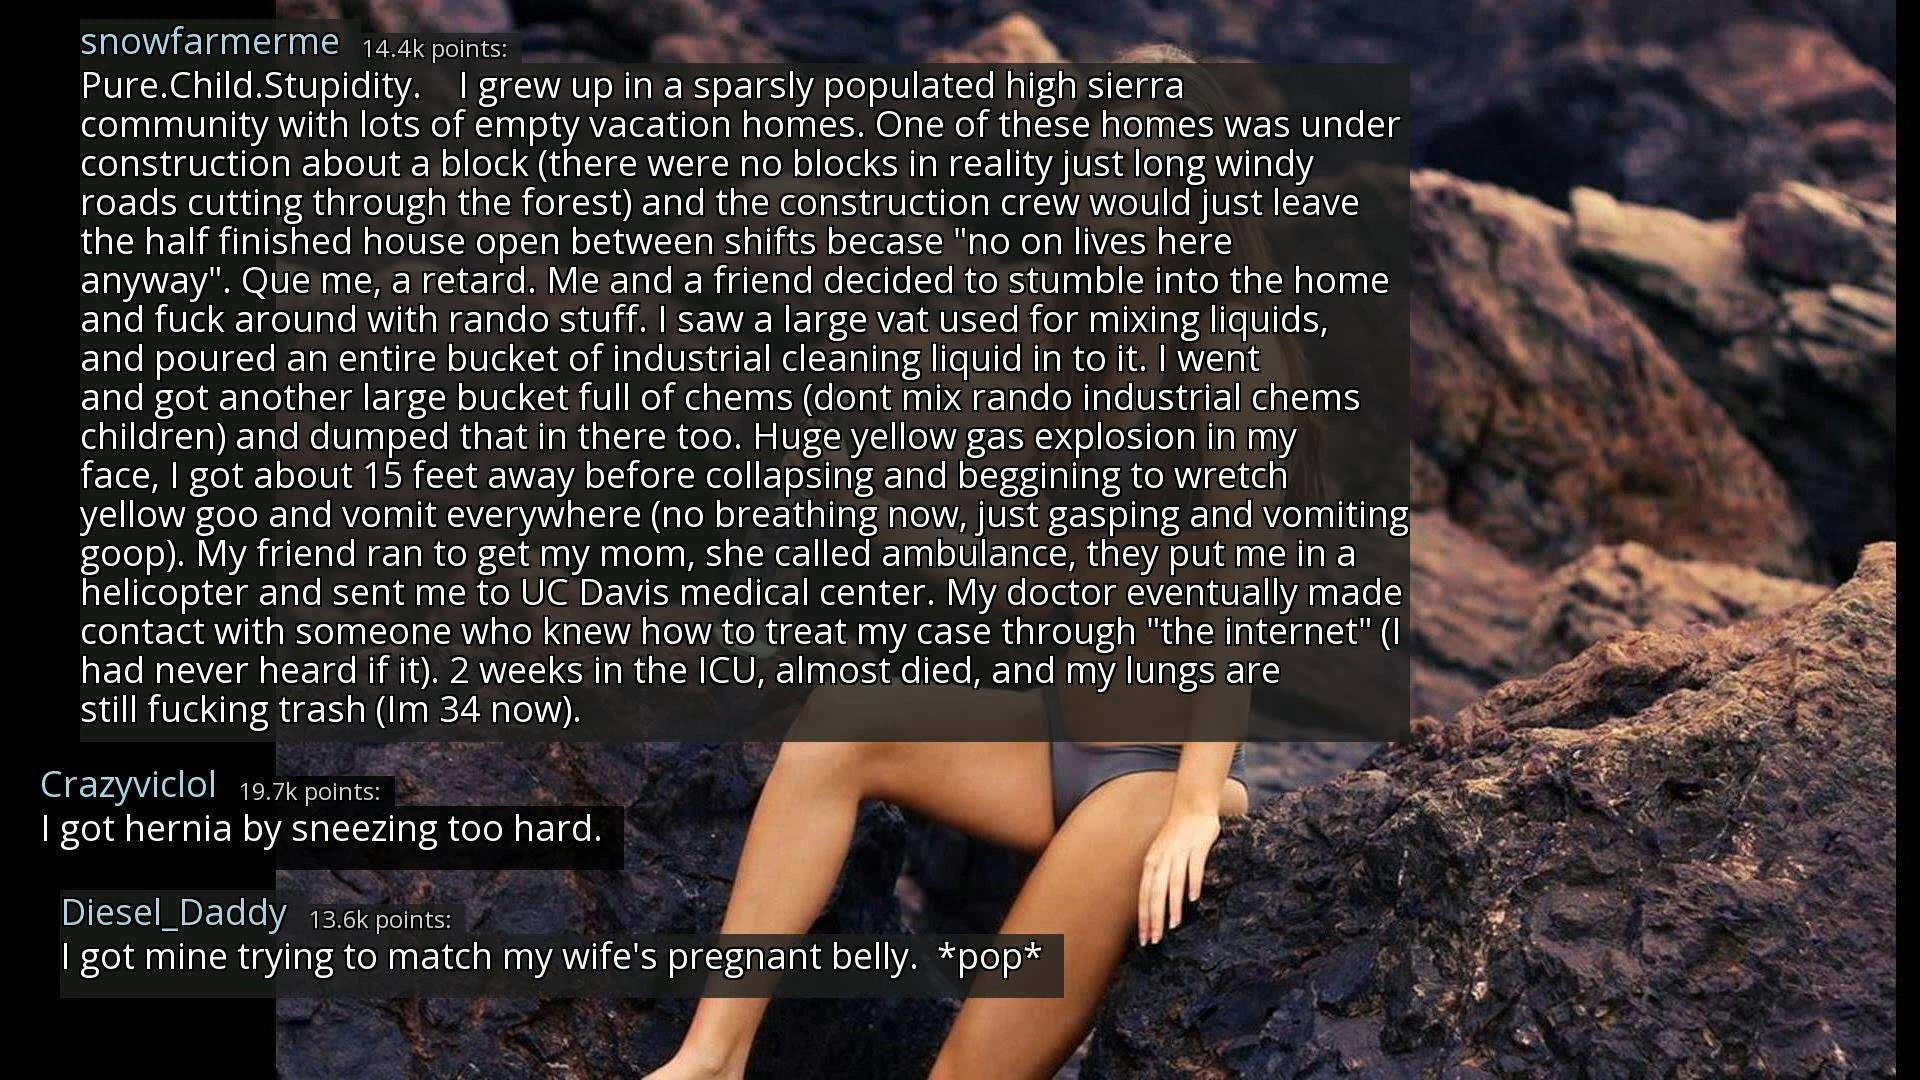 snowfarmerme 14.4k points:
Pure.Child.Stupidity. I grew up in a sparsly populated high sierra
community with lots of empty vacation homes. One of these homes was under
construction about a block (there were no blocks in reality just long windy
roads cutting through the forest) and the construction crew would just leave
the half finished house open between shifts becase "no on lives here
anyway". Que me, a retard. Me and a friend decided to stumble into the home
and fuck around with rando stuff. I saw a large vat used for mixing liquids,
and poured an entire bucket of industrial cleaning liquid in to it. I went
and got another large bucket full of chems (dont mix rando industrial chems
children) and dumped that in there too. Huge yellow gas explosion in my
face, I got about 15 feet away before collapsing and beggining to wretch
yellow goo and vomit everywhere (no breathing now, just gasping and vomiting
goop). My friend ran to get my mom, she called ambulance, they put me in a
helicopter and sent me to UC Davis medical center. My doctor eventually made
contact with someone who knew how to treat my case through "the internet" (I
had never heard if it). 2 weeks in the ICU, almost died, and my lungs are
still fucking trash (Im 34 now).
Crazyviclol 19.7k points:
I got hernia by sneezing too hard.
Diesel_Daddy 13.6k points:
I got mine trying to match my wife's pregnant belly. *pop*